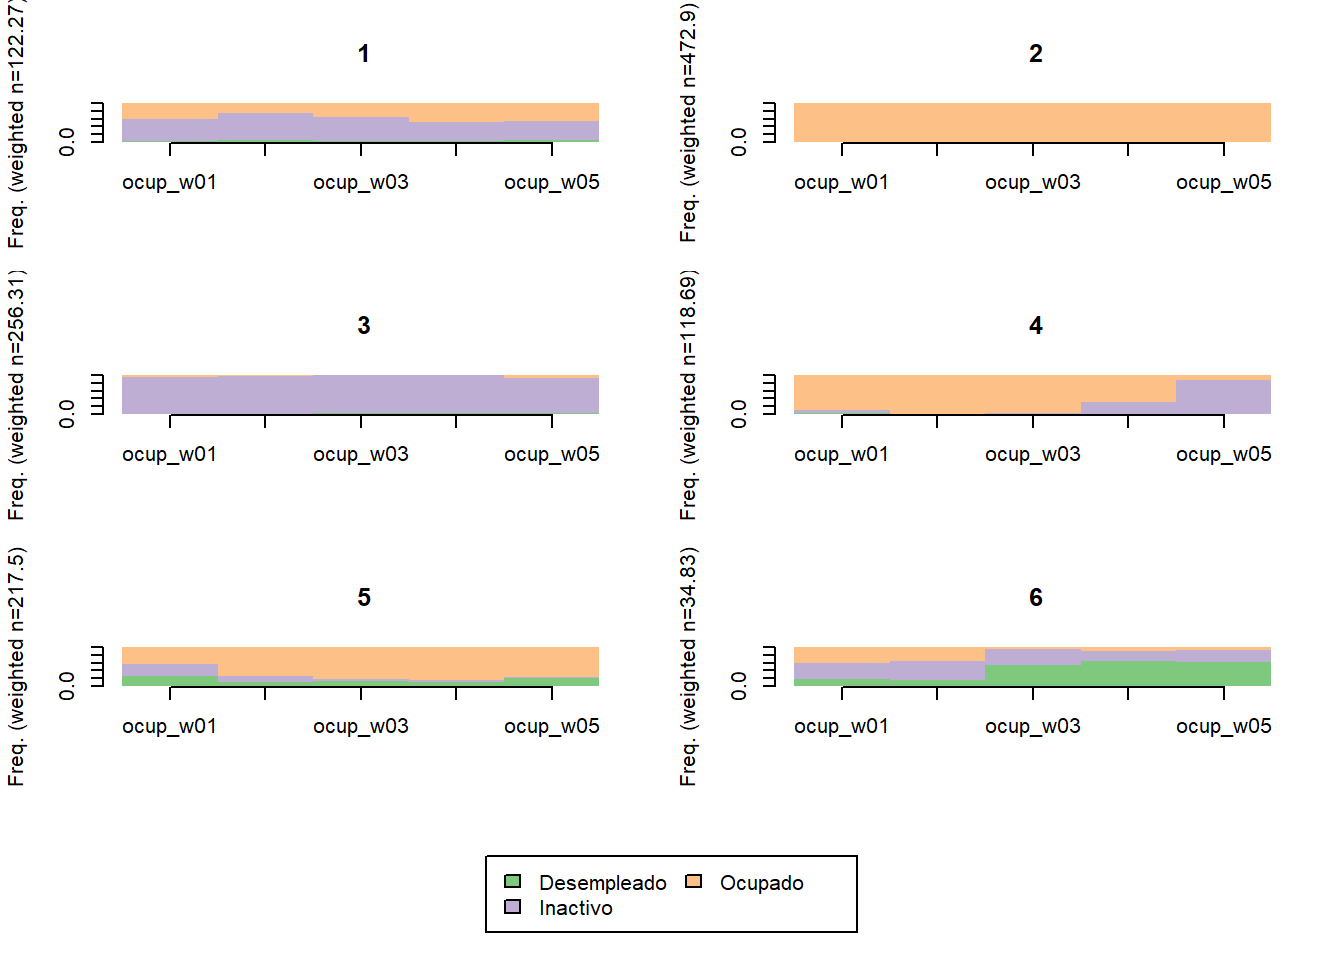 1
Freq. (weighted n=122.27)
0.0
ocup_w01 ocup_w03 ocup_w05
2
Freq. (weighted n=472.9)
0.0
ocup_w01 ocup_w03 ocup_w05
3
Freq. (weighted n=256.31)
0.0
ocup_w01 ocup_w03 ocup_w05
4
Freq. (weighted n=118.69)
0.0
ocup_w01 ocup_w03 ocup_w05
5
Freq. (weighted n=217.5)
0.0
ocup_w01 ocup_w03 ocup_w05
6
Freq. (weighted n=34.83)
0.0
ocup_w01 ocup_w03 ocup_w05
Desempleado Ocupado
Inactivo